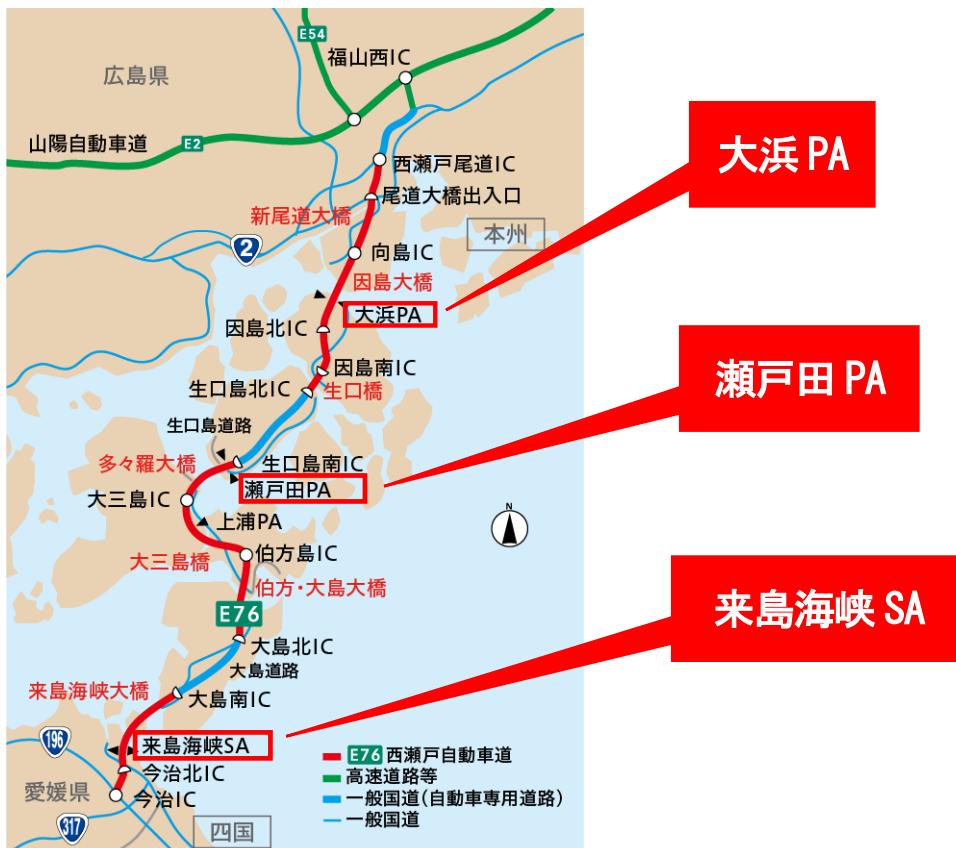 E54
福山西IC
広島県
山陽自動車道
E2
大浜PA
西瀬戸尾道IC
尾道大橋出入口
新尾道大橋
本州
2
向島IC
因島大橋
大浜PA
因島北IC
因島南IC
瀬戸田PA
生口島北IC
生口橋
生口島道路
多々羅大橋
生口島南IC
瀬戸田PA
大三島IC
上浦PA
N
大三島橋
伯方島IC
伯方・大島大橋
E76
来島海峡SA
大島北IC
大島道路
来島海峡大橋
大島南IC
196
来島海峡SA
E76 西瀬戸自動車道
今治北IC
高速道路等
愛媛県
今治IC
一般国道(自動車専用道路)
317
四国
一般国道